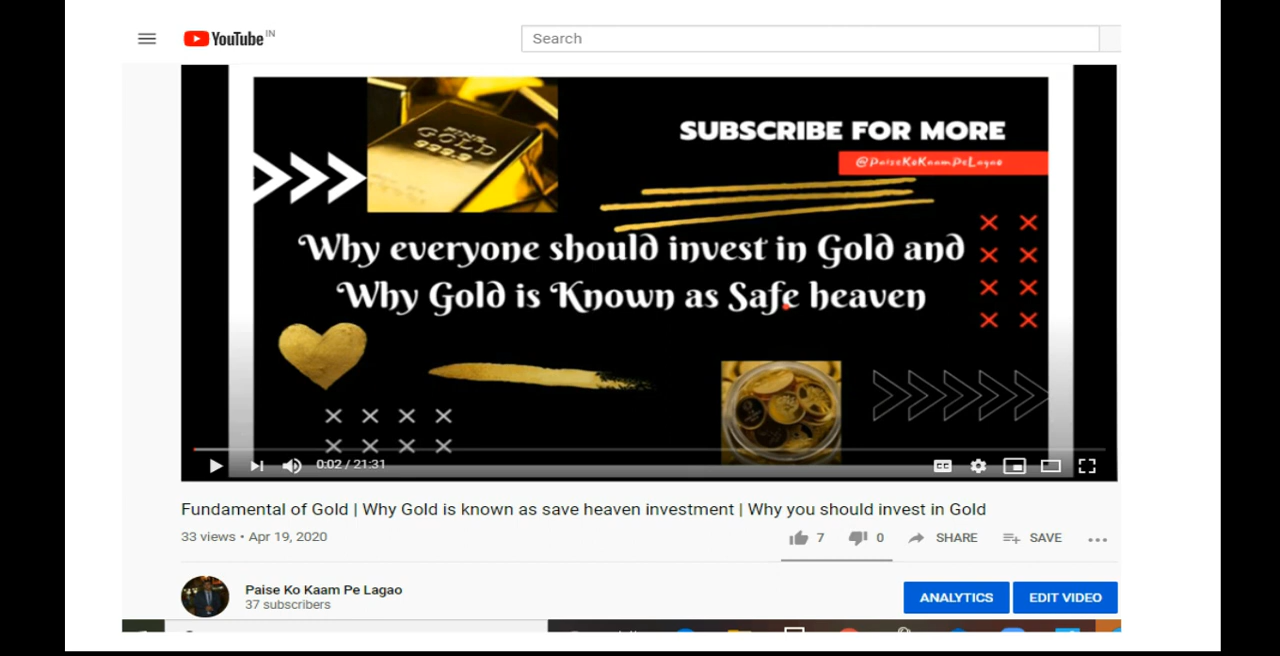 YouTube IN
Search
FINE
GOLD
999.9
SUBSCRIBE FOR MORE
@PaiseKoKaamPeLagao
Why everyone should invest in Gold and
Why Gold is Known as Safe heaven
0:02 / 21:31
CC
Fundamental of Gold | Why Gold is known as save heaven investment | Why you should invest in Gold
33 views • Apr 19, 2020
7
0
SHARE
SAVE
Paise Ko Kaam Pe Lagao
37 subscribers
ANALYTICS
EDIT VIDEO